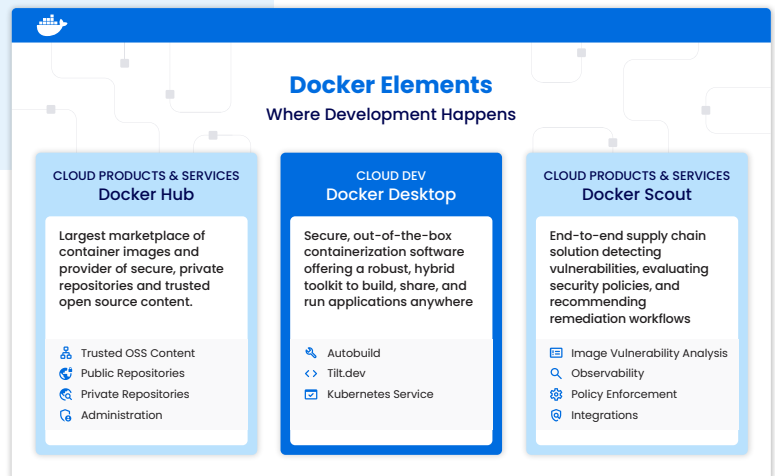 Docker Elements
Where Development Happens
CLOUD PRODUCTS & SERVICES
Docker Hub
Largest marketplace of
container images and
provider of secure, private
repositories and trusted
open source content.
Trusted OSS Content
Public Repositories
Private Repositories
Administration
CLOUD DEV
Docker Desktop
Secure, out-of-the-box
containerization software
offering a robust, hybrid
toolkit to build, share, and
run applications anywhere
Autobuild
Tilt.dev
Kubernetes Service
CLOUD PRODUCTS & SERVICES
Docker Scout
End-to-end supply chain
solution detecting
vulnerabilities, evaluating
security policies, and
recommending
remediation workflows
Image Vulnerability Analysis
Observability
Policy Enforcement
Integrations